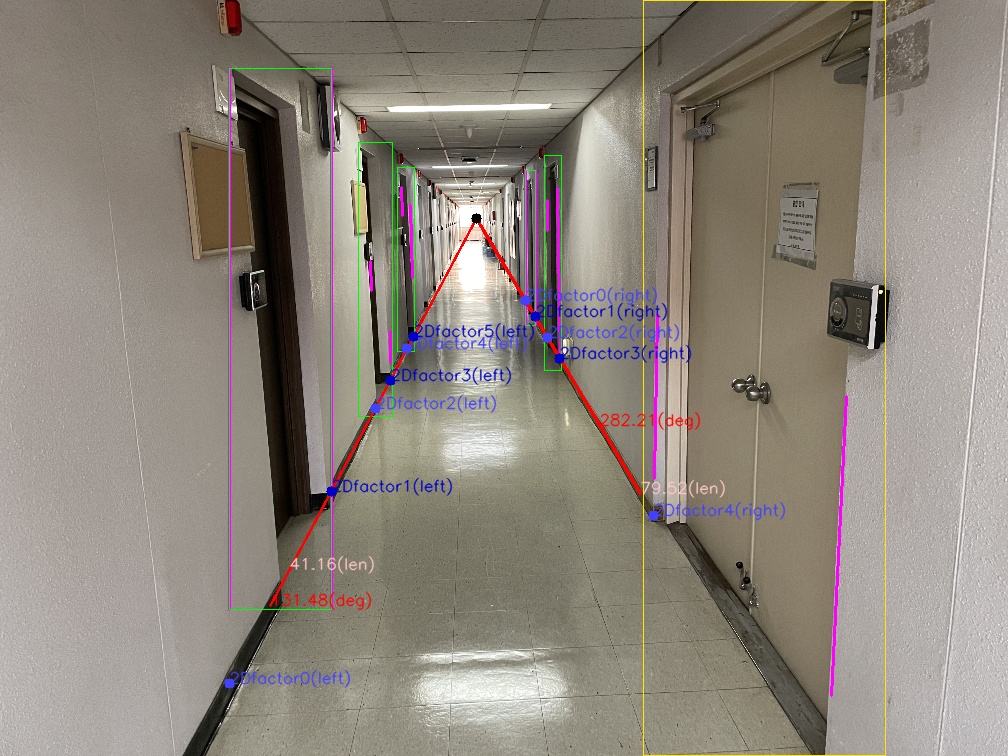 2Dfactor0(right)
2Dfactor1(right)
2Dfactor5(left)
2Dfactor2(right)
2Dfactor4(left)
2Dfactor3(right)
2Dfactor3(left)
2Dfactor2(left)
282.21(deg)
2Dfactor1(left)
79.52(len)
2Dfactor4(right)
41.16(len)
131.48(deg)
2Dfactor0(left)